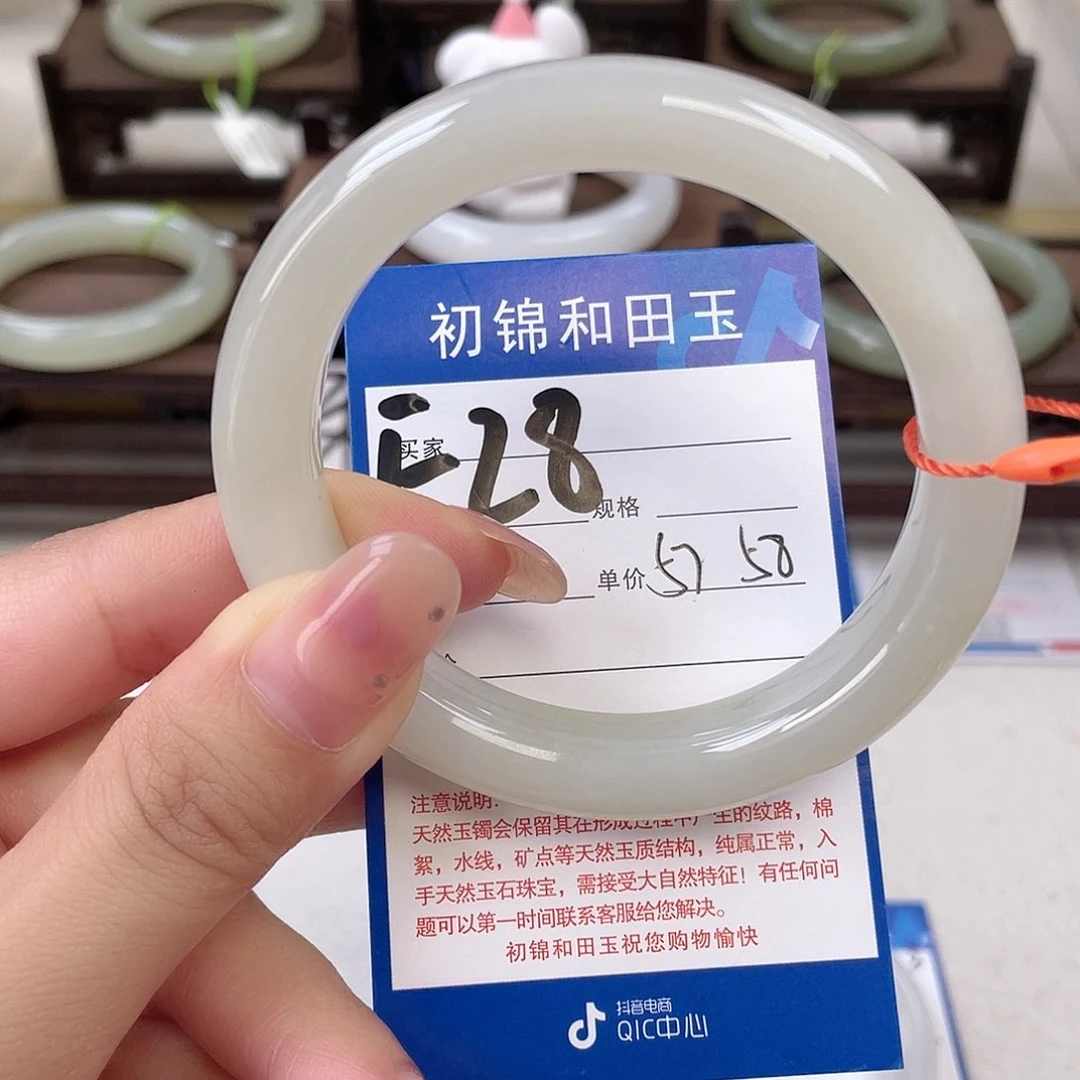 初锦和田玉
买家
E28
规格
单价 57 58
注意说明:
天然玉镯会保留其在形成过程中产生的纹路，棉
絮，水线，矿点等天然玉质结构，纯属正常，入
手天然玉石珠宝，需接受大自然特征！有任何问
题可以第一时间联系客服给您解决。
初锦和田玉祝您购物愉快
抖音电商
QIC中心